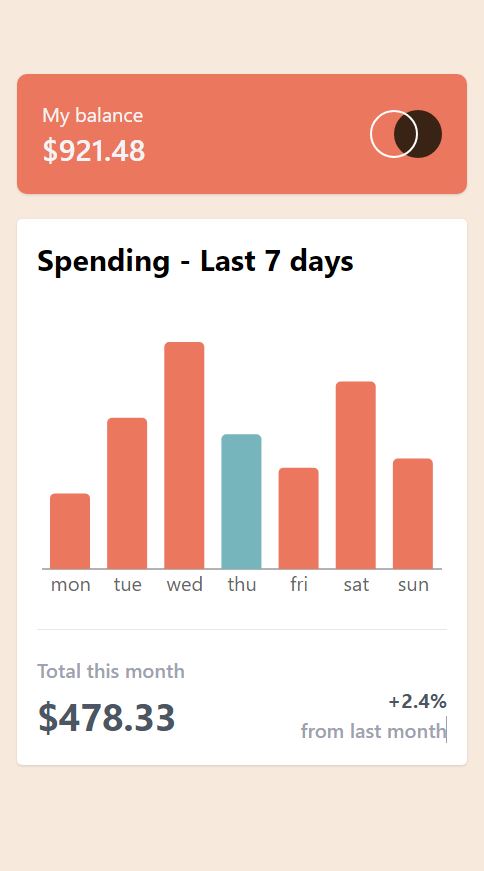 My balance
$921.48
Spending - Last 7 days
mon tue wed thu fri sat sun
Total this month
$478.33
+2.4%
from last month